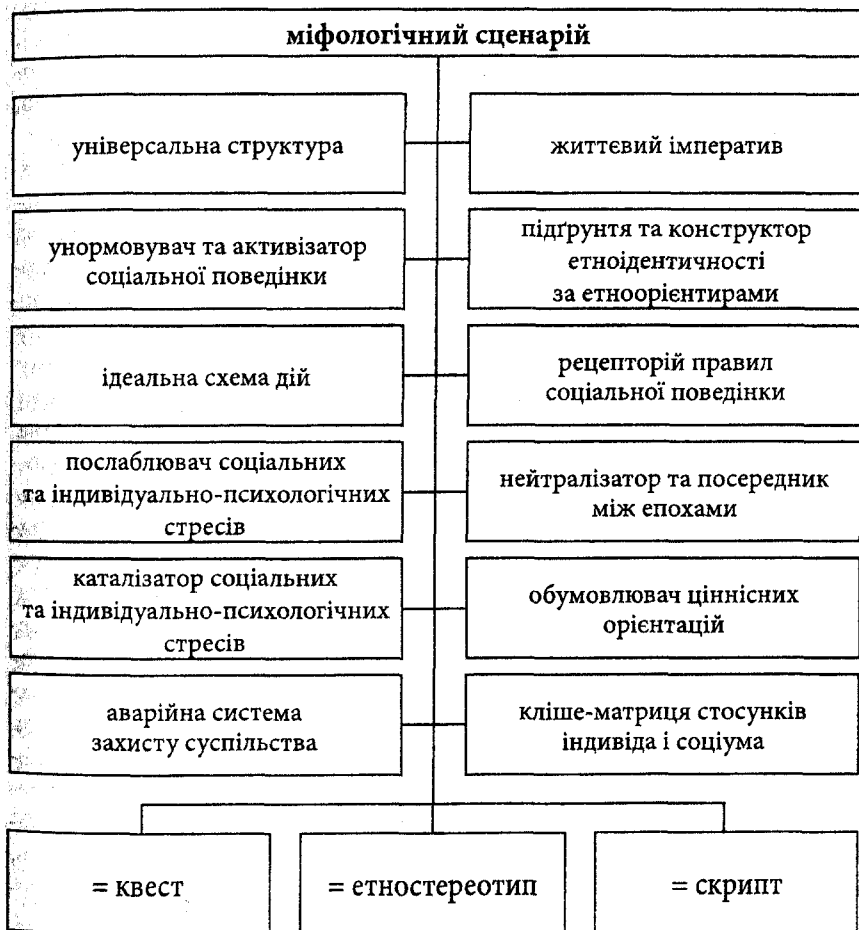 міфологічний сценарій
універсальна структура
життєвий імператив
унормовувач та активізатор
соціальної поведінки
підґрунтя та конструктор
етноідентичності
за етноорієнтирами
ідеальна схема дій
рецепторій правил
соціальної поведінки
послаблювач соціальних
та індивідуально-психологічних
стресів
нейтралізатор та посередник
між епохами
каталізатор соціальних
та індивідуально-психологічних
стресів
обумовлювач ціннісних
орієнтацій
аварійна система
захисту суспільства
кліше-матриця стосунків
індивіда і соціума
= квест
= етностереотип
= скрипт